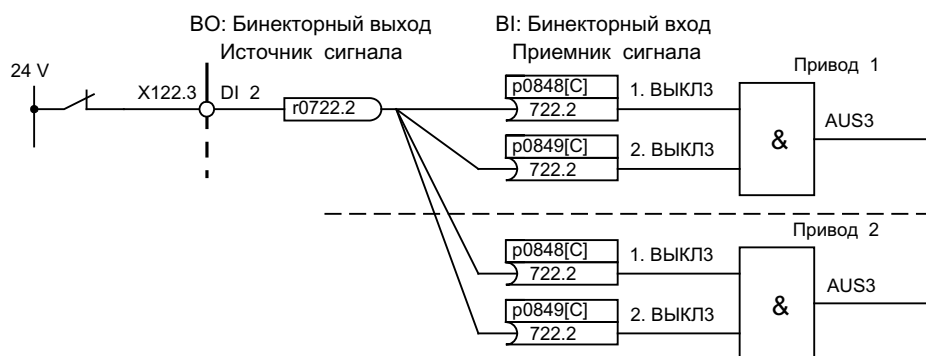 BO: Бинекторный выход
Источник сигнала
BI: Бинекторный вход
Приемник сигнала
24 V
X122.3
DI 2
r0722.2
Привод 1
p0848[C]
722.2
1. ВЫКЛ3
p0849[C]
722.2
2. ВЫКЛ3
&
AUS3
Привод 2
p0848[C]
722.2
1. ВЫКЛ3
p0849[C]
722.2
2. ВЫКЛ3
&
AUS3